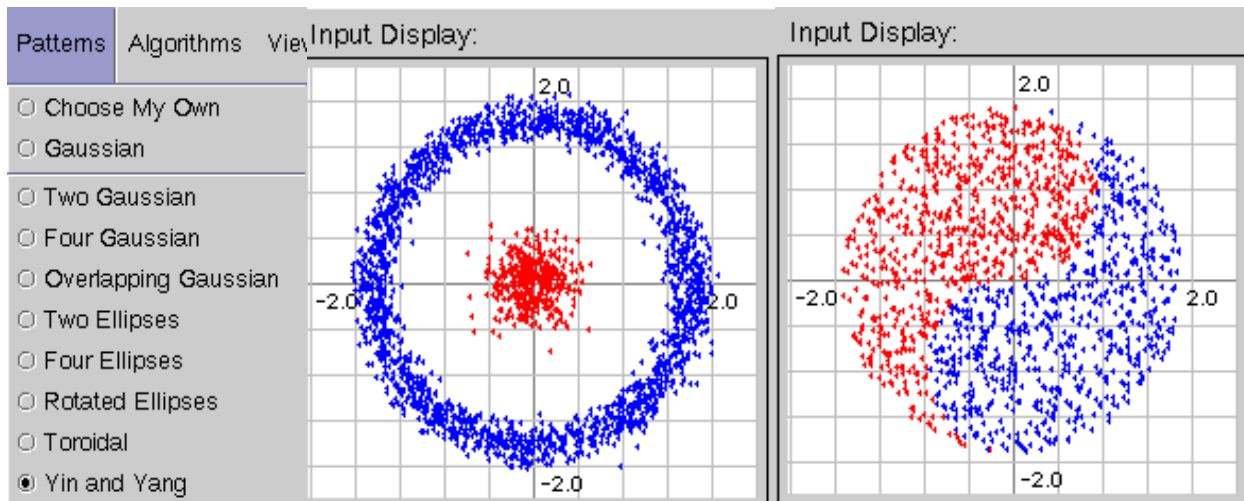 Patterns Algorithms
Choose My Own
Gaussian
Two Gaussian
Four Gaussian
Overlapping Gaussian
Two Ellipses
Four Ellipses
Rotated Ellipses
Toroidal
Yin and Yang
Input Display:
2.0
-2.0 2.0
-2.0
Input Display:
2.0
-2.0 2.0
-2.0